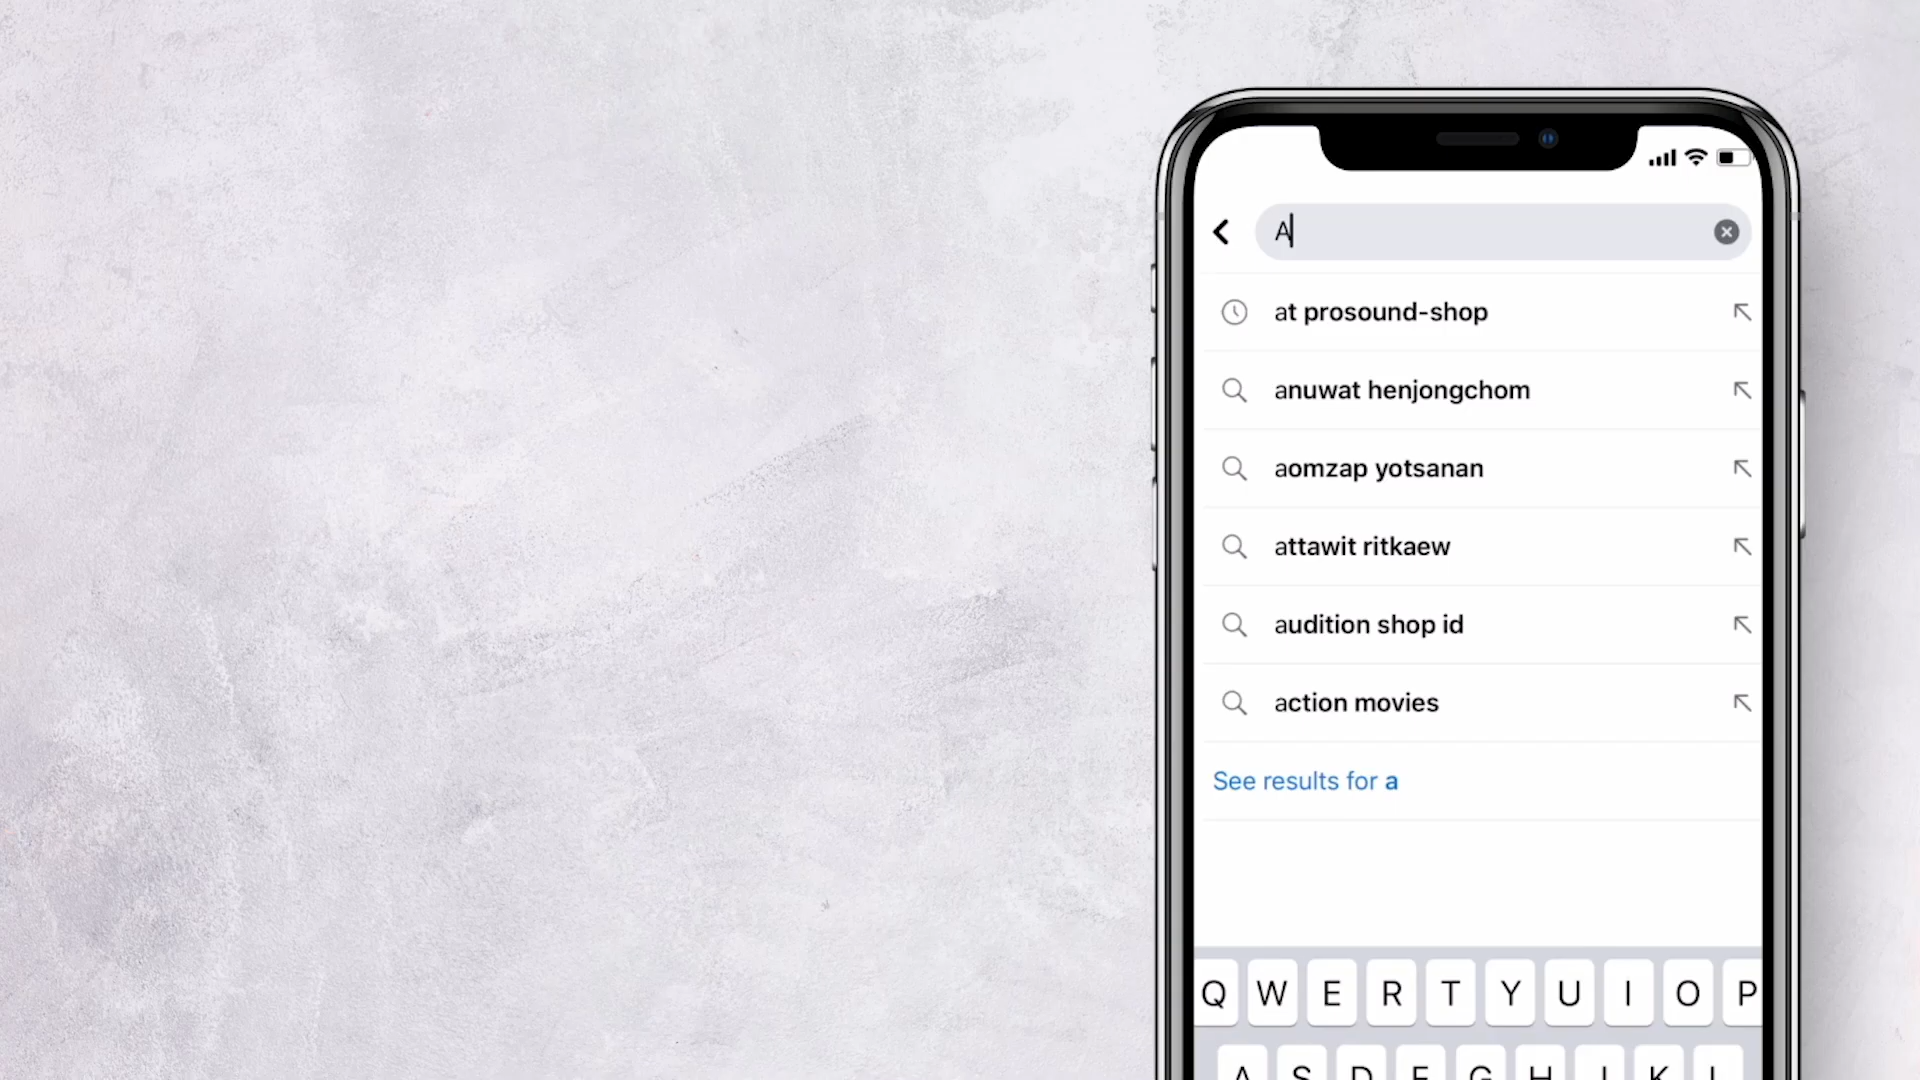 A
at prosound-shop
anuwat henjongchom
aomzap yotsanan
attawit ritkaew
audition shop id
action movies
See results for a
Q W E R T Y U I O P
A S D F G H J K L